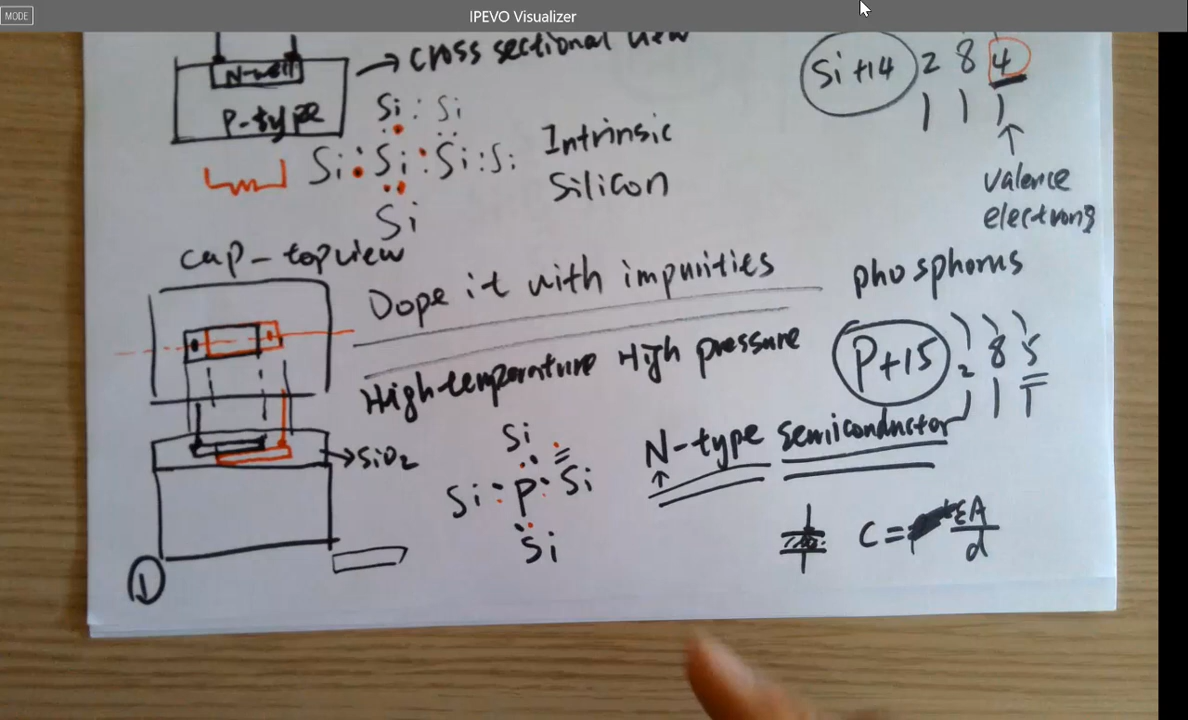 MODE
IPEVO Visualizer
N-well
P-type
cross sectional view
Si : Si
Si : Si : Si : Si
Si
Intrinsic
Silicon
Si +14 2 8 4
valence
electrons
cap-top view
Dope it with impurities
High-temperature High pressure
phosphorus
P+15 2 8 5
SiO2
Si
Si : P : Si
Si
N-type semiconductor
C = εA
d
1